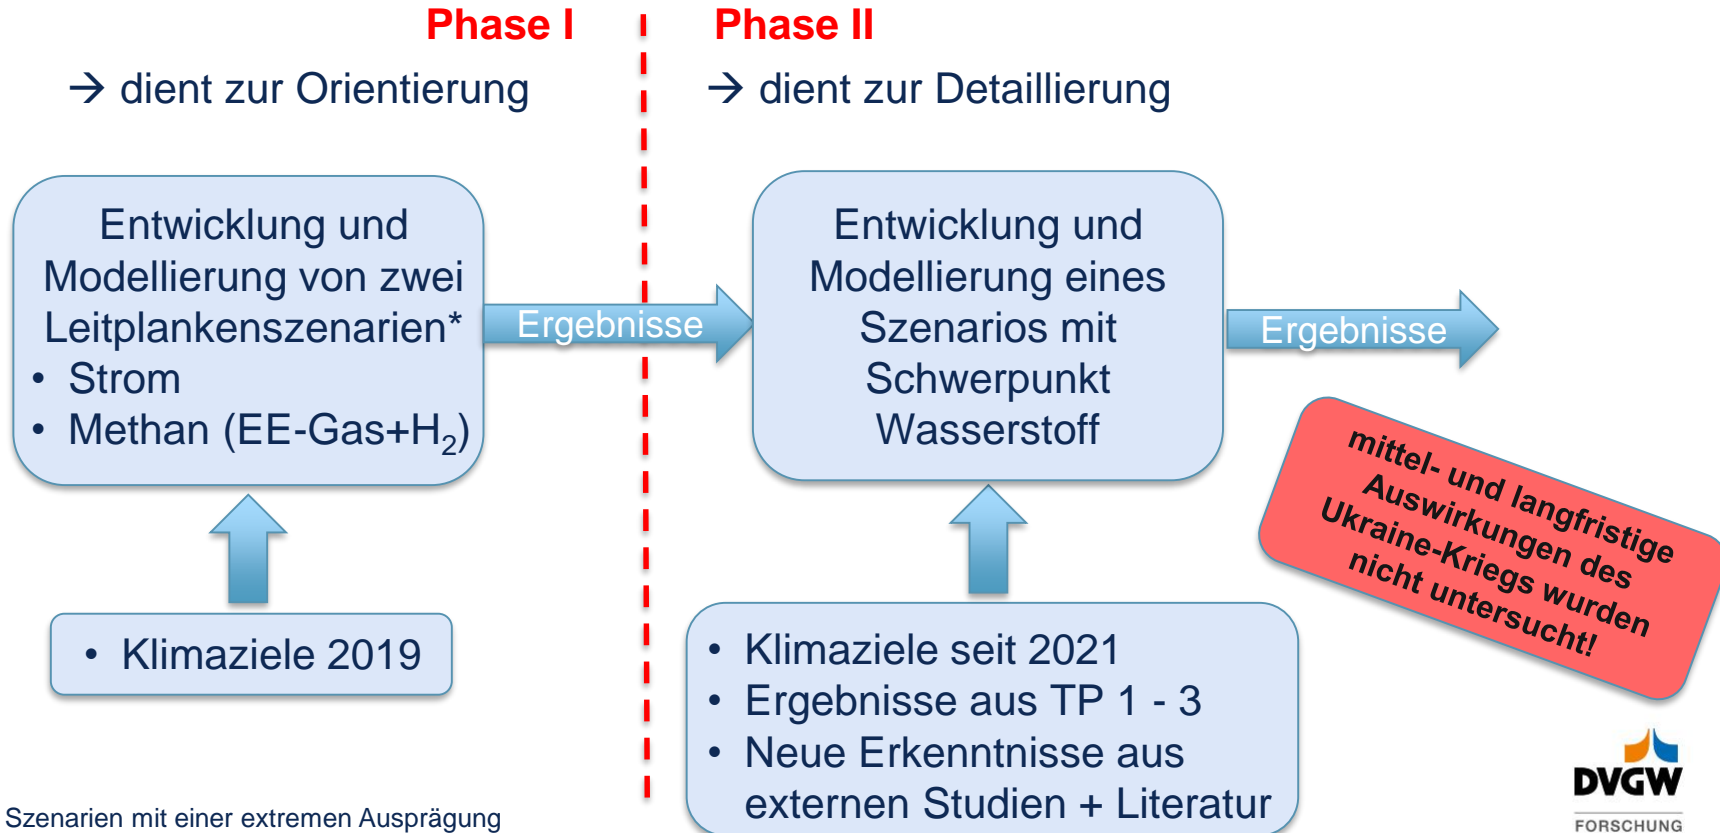 Phase I
→ dient zur Orientierung
Entwicklung und
Modellierung von zwei
Leitplankenszenarien*
• Strom
• Methan (EE-Gas+H₂)
Ergebnisse
• Klimaziele 2019
Szenarien mit einer extremen Ausprägung
Phase II
→ dient zur Detaillierung
Entwicklung und
Modellierung eines
Szenarios mit
Schwerpunkt
Wasserstoff
Ergebnisse
• Klimaziele seit 2021
• Ergebnisse aus TP 1 - 3
• Neue Erkenntnisse aus
externen Studien + Literatur
mittel- und langfristige
Auswirkungen des
Ukraine-Kriegs wurden
nicht untersucht!
DVGW
FORSCHUNG